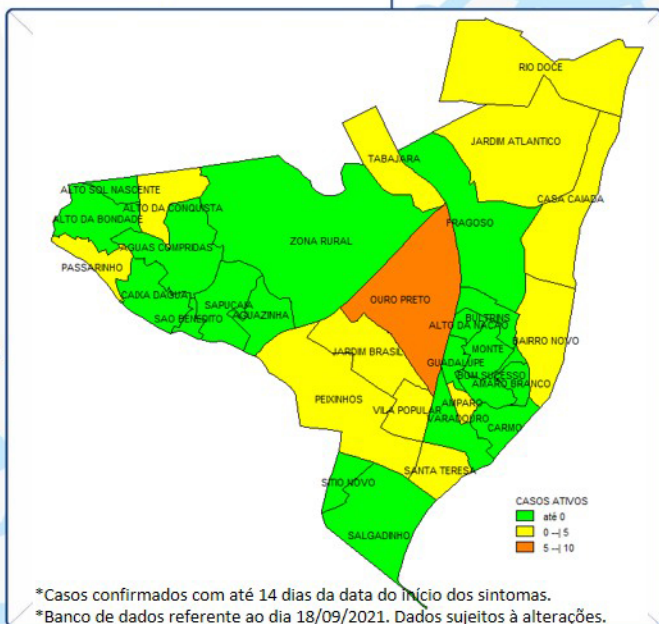 RIO DOCE
JARDIM ATLANTICO
TABAJARA
ALTO SOL NASCENTE
CASA CAIADA
ALTO DA CONQUISTA
ALTO DA BONDADE
FRAGOSO
ZONA RURAL
AGUAS COMPRIDAS
PASSARINHO
CAIXA DAGUA
OURO PRETO
SAPUCAIA
SAO BENEDITO
AGUAZINHA
BULTRINS
ALTO DA NACAO
BAIRRO NOVO
MONTE
JARDIM BRASIL
GUADALUPE
BOM SUCESSO
AMARO BRANCO
PEIXINHOS
AMPARO
VILA POPULAR
VARADOURO
CARMO
SANTA TERESA
SITIO NOVO
SALGADINHO
CASOS ATIVOS
até 0
0 --| 5
5 --| 10
*Casos confirmados com até 14 dias da data do início dos sintomas.
*Banco de dados referente ao dia 18/09/2021. Dados sujeitos à alterações.